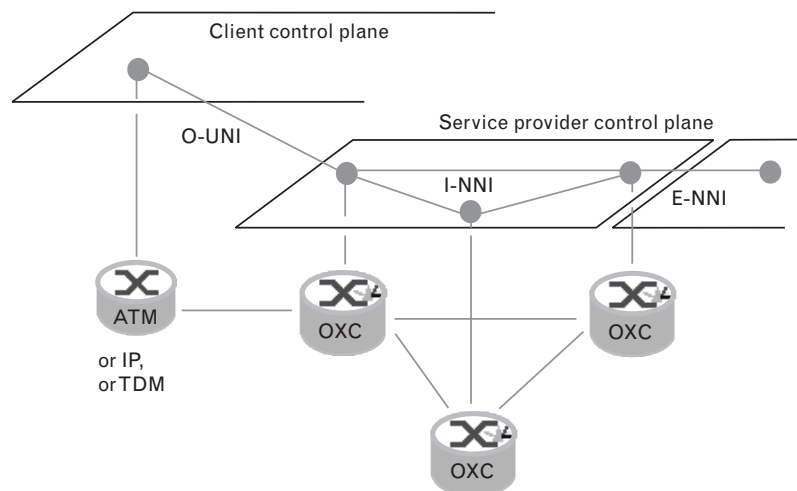 Client control plane
O-UNI
Service provider control plane
I-NNI
E-NNI
ATM
OXC
OXC
or IP,
or TDM
OXC